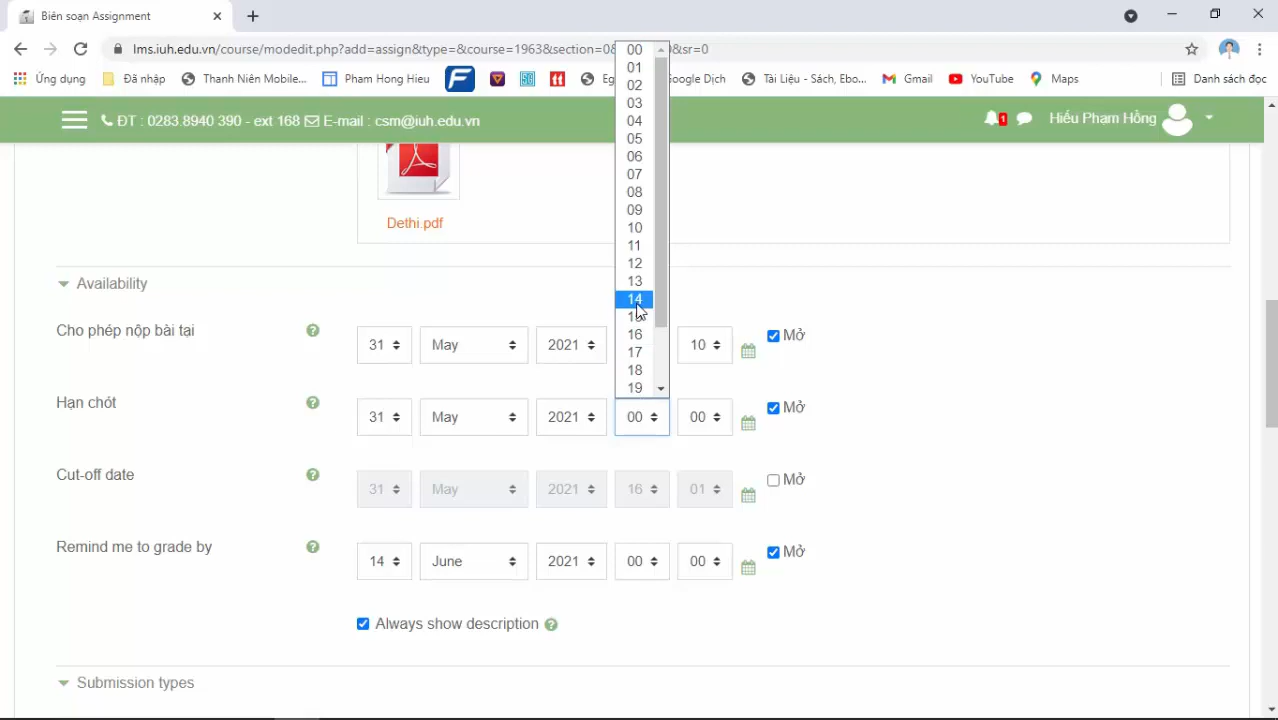 Biên soạn Assignment
lms.iuh.edu.vn/course/modedit.php?add=assign&type=&course=1963&section=0&
0&sr=0
Ứng dụng
Đã nhập
Thanh Niên Mobile...
Pham Hong Hieu
Eg
oogle Dịch
Tài Liệu - Sách, Ebo...
Gmail
YouTube
Maps
Danh sách đọc
ĐT : 0283.8940 390 - ext 168 E-mail : csm@iuh.edu.vn
1
Hiếu Phạm Hồng
Dethi.pdf
00
01
02
03
04
05
06
07
08
09
10
11
12
13
14
16
17
18
19
Availability
Cho phép nộp bài tại
31 May 2021 10 Mở
Hạn chót
31 May 2021 00 00 Mở
Cut-off date
31 May 2021 16 01 Mở
Remind me to grade by
14 June 2021 00 00 Mở
Always show description
Submission types